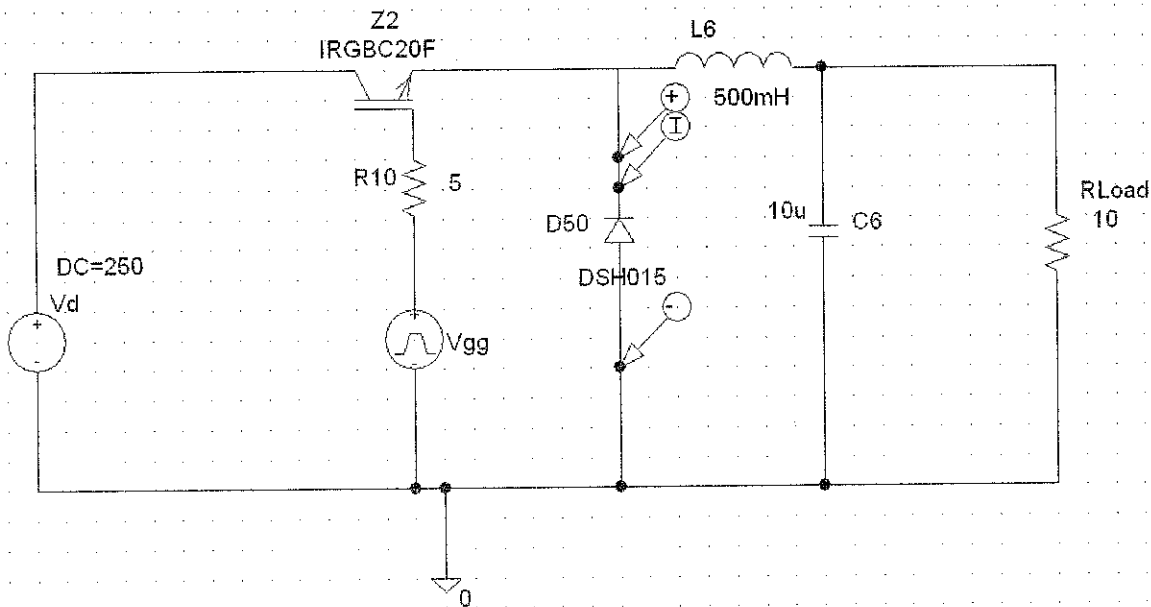 Z2
IRGBC20F
L6
500mH
+
I
R10
.5
D50
10u
C6
RLoad
10
DC=250
Vd
+
-
DSH015
-
+
Vgg
-
0